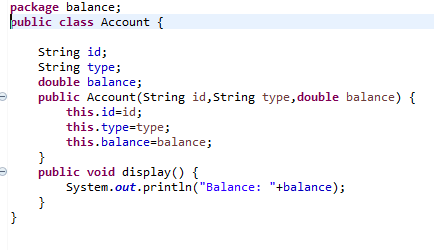 package balance;
public class Account {
String id;
String type;
double balance;
public Account(String id,String type,double balance) {
this.id=id;
this.type=type;
this.balance=balance;
}
public void display() {
System.out.println("Balance: "+balance);
}
}